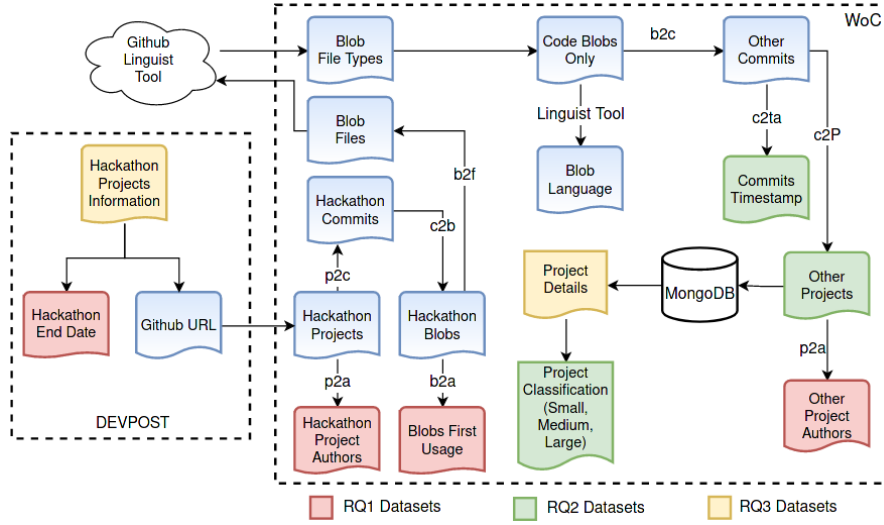 WoC
Github
Linguist
Tool
Blob
File Types
Code Blobs
Only
b2c
Other
Commits
Linguist Tool
c2ta
c2P
Blob
Files
b2f
Blob
Language
Commits
Timestamp
Hackathon
Projects
Information
Hackathon
Commits
c2b
p2c
Hackathon
End Date
Github URL
Hackathon
Projects
Hackathon
Blobs
Project
Details
MongoDB
Other
Projects
p2a
b2a
p2a
DEVPOST
Hackathon
Project
Authors
Blobs First
Usage
Project
Classification
(Small,
Medium,
Large)
Other
Project
Authors
RQ1 Datasets
RQ2 Datasets
RQ3 Datasets